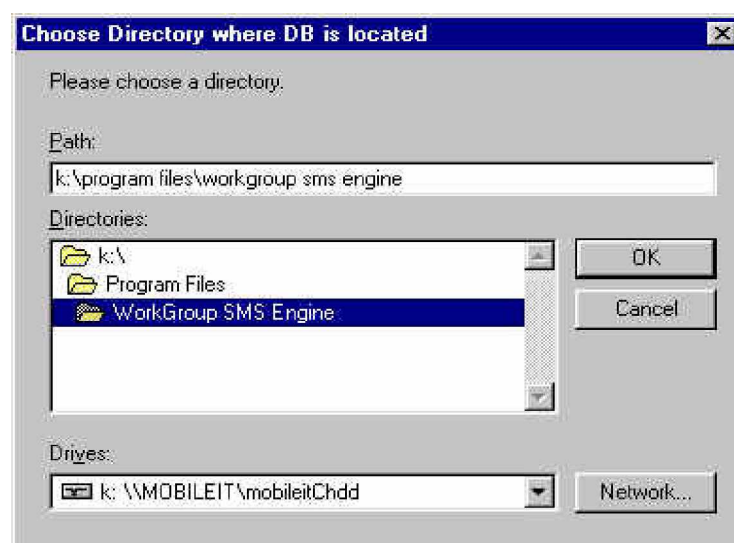 Choose Directory where DB is located
Please choose a directory.
Path:
k:\program files\workgroup sms engine
Directories:
k:\
Program Files
WorkGroup SMS Engine
OK
Cancel
Drives:
k: \\MOBILEIT\mobileitChdd
Network...